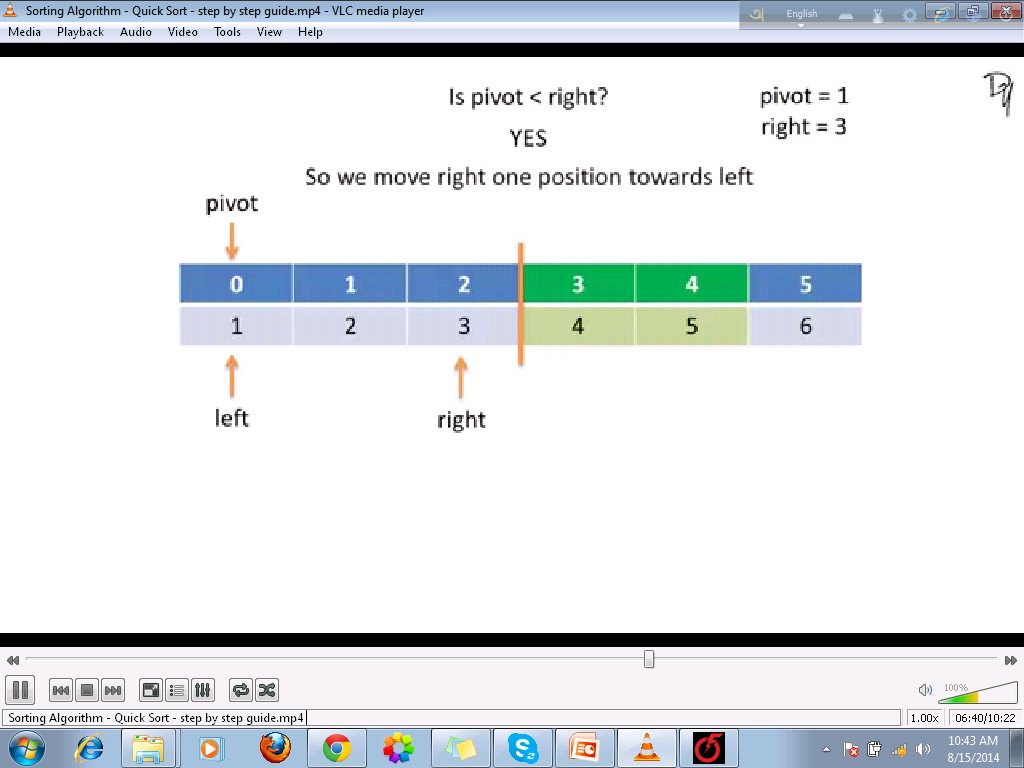 Sorting Algorithm - Quick Sort - step by step guide.mp4 - VLC media player
English
Media Playback Audio Video Tools View Help
Is pivot < right?
pivot = 1
YES
right = 3
So we move right one position towards left
pivot
0 1 2 3 4 5
1 2 3 4 5 6
left
right
100%
Sorting Algorithm - Quick Sort - step by step guide.mp4
1.00x
06:40/10:22
10:43 AM
8/15/2014